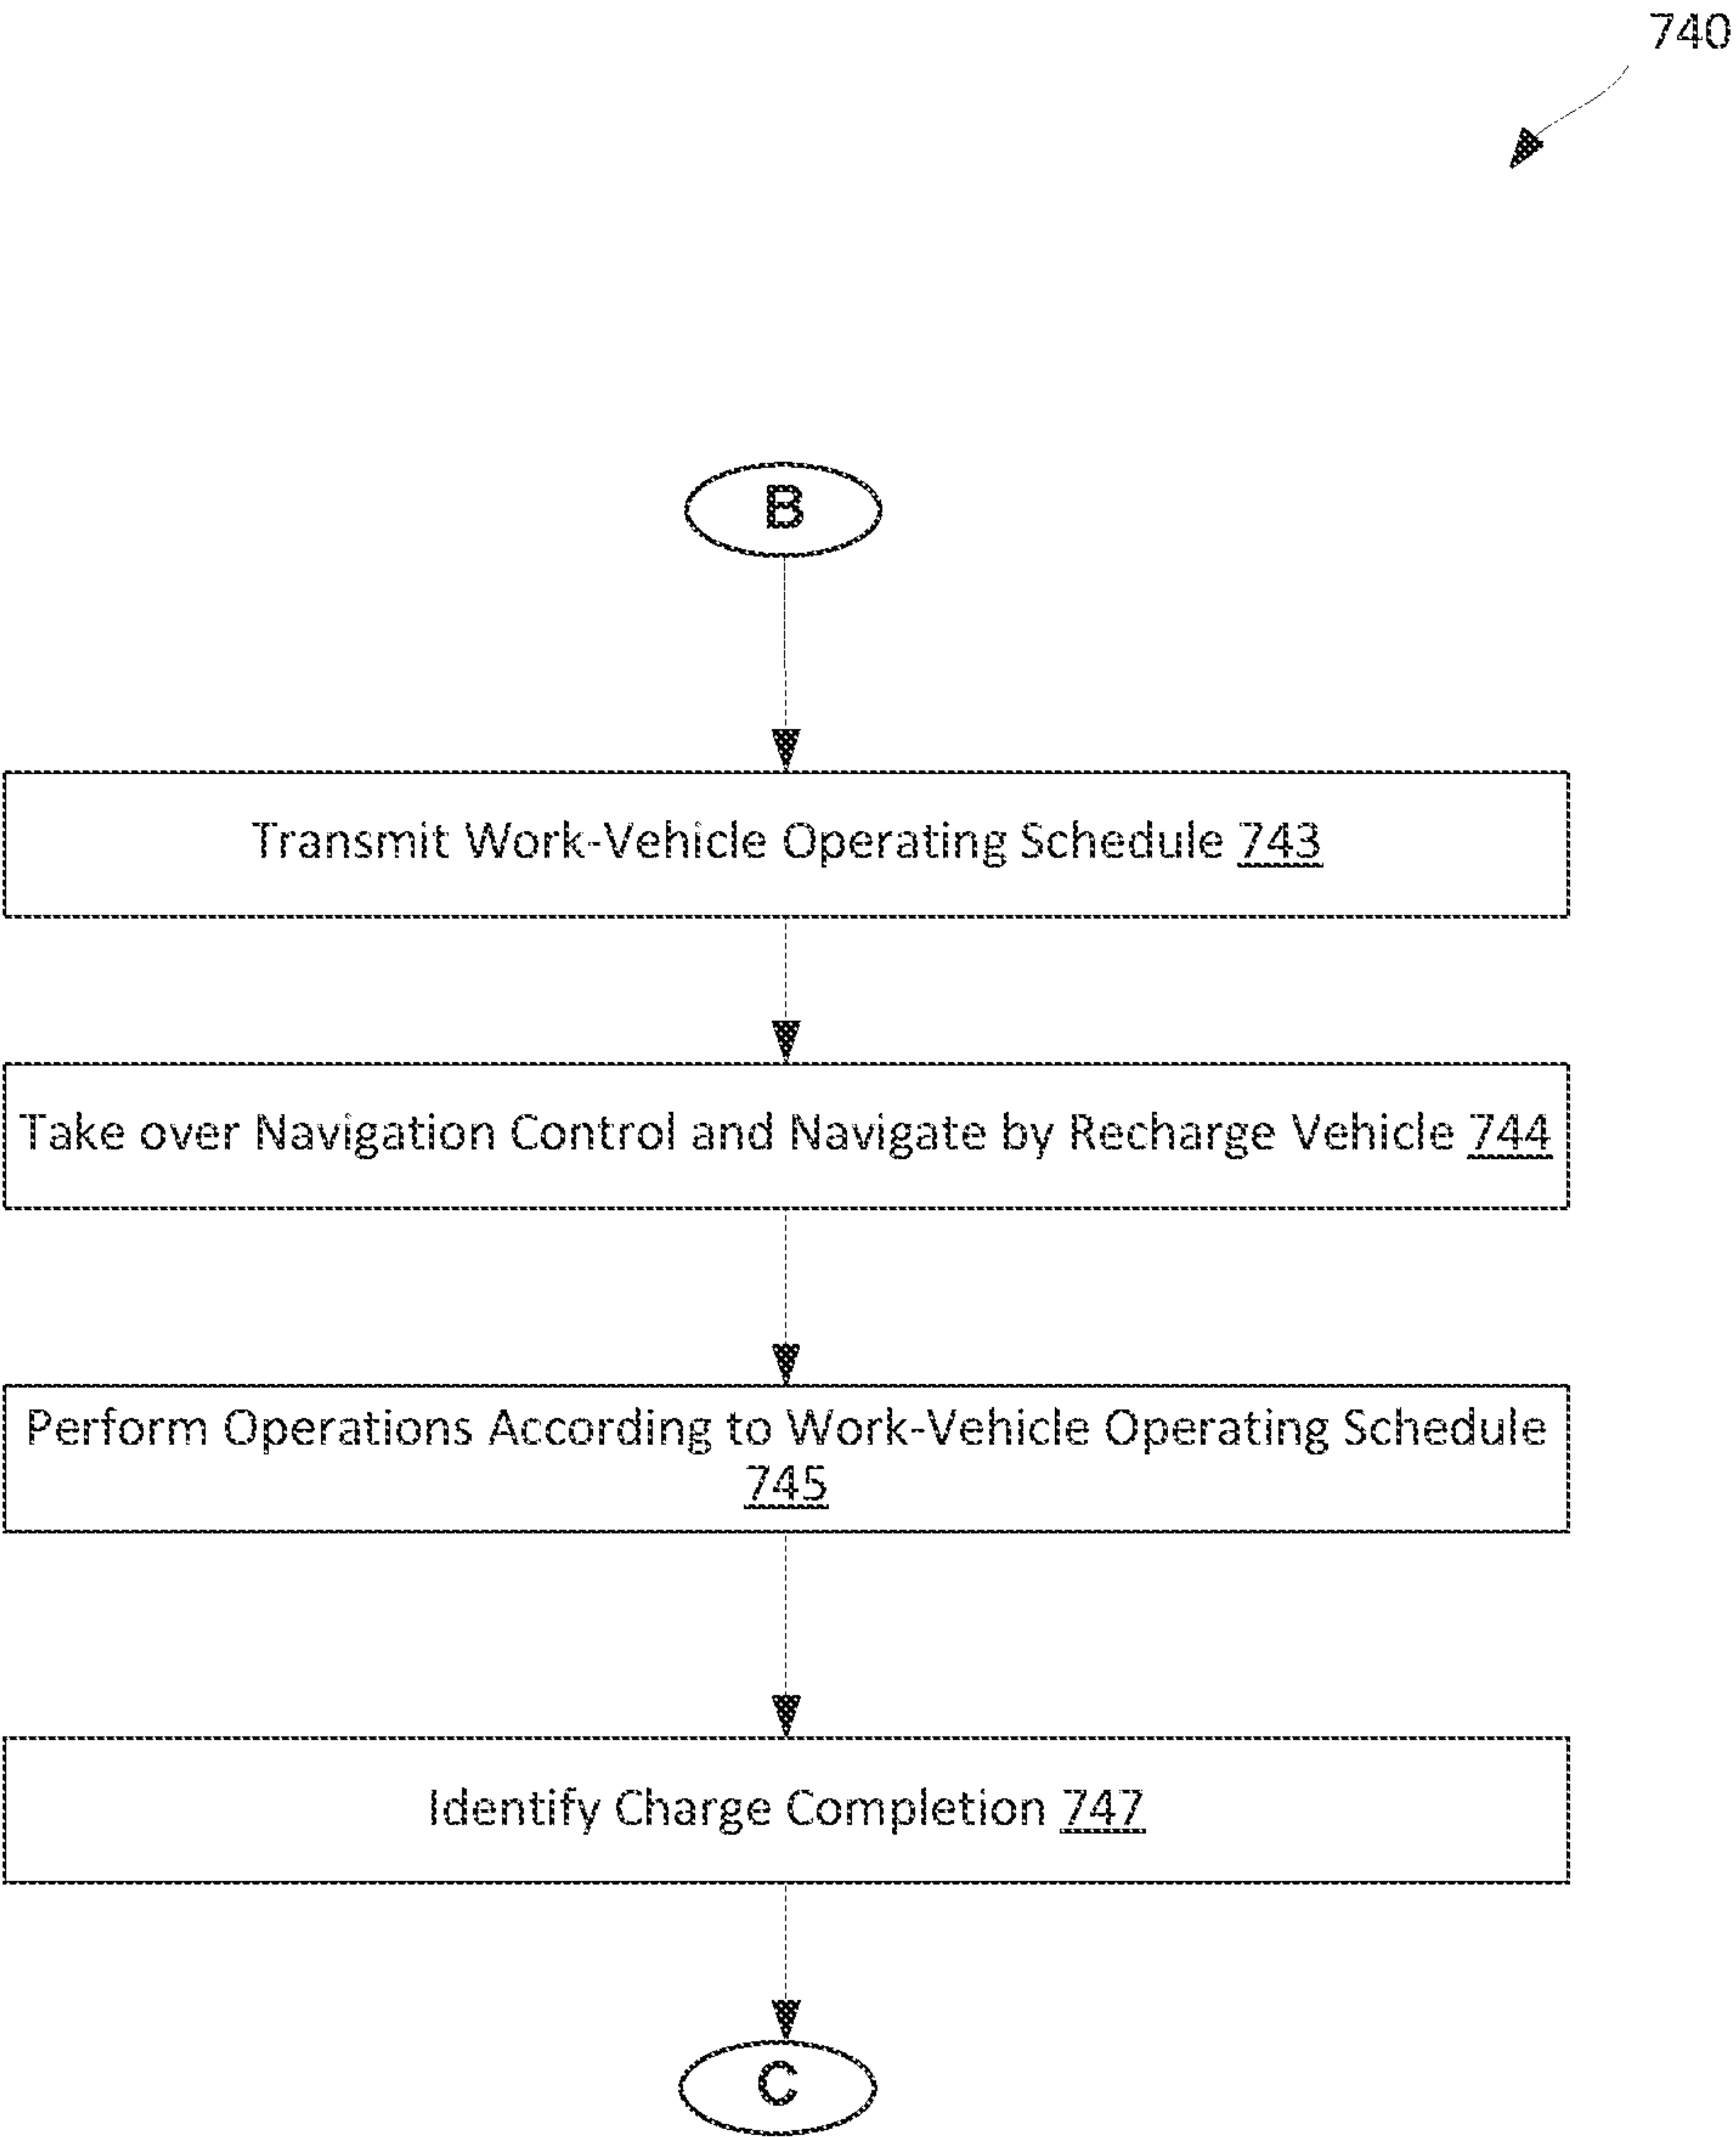 740
B
Transmit Work-Vehicle Operating Schedule 743
Take over Navigation Control and Navigate by Recharge Vehicle 744
Perform Operations According to Work-Vehicle Operating Schedule
745
Identify Charge Completion 747
C